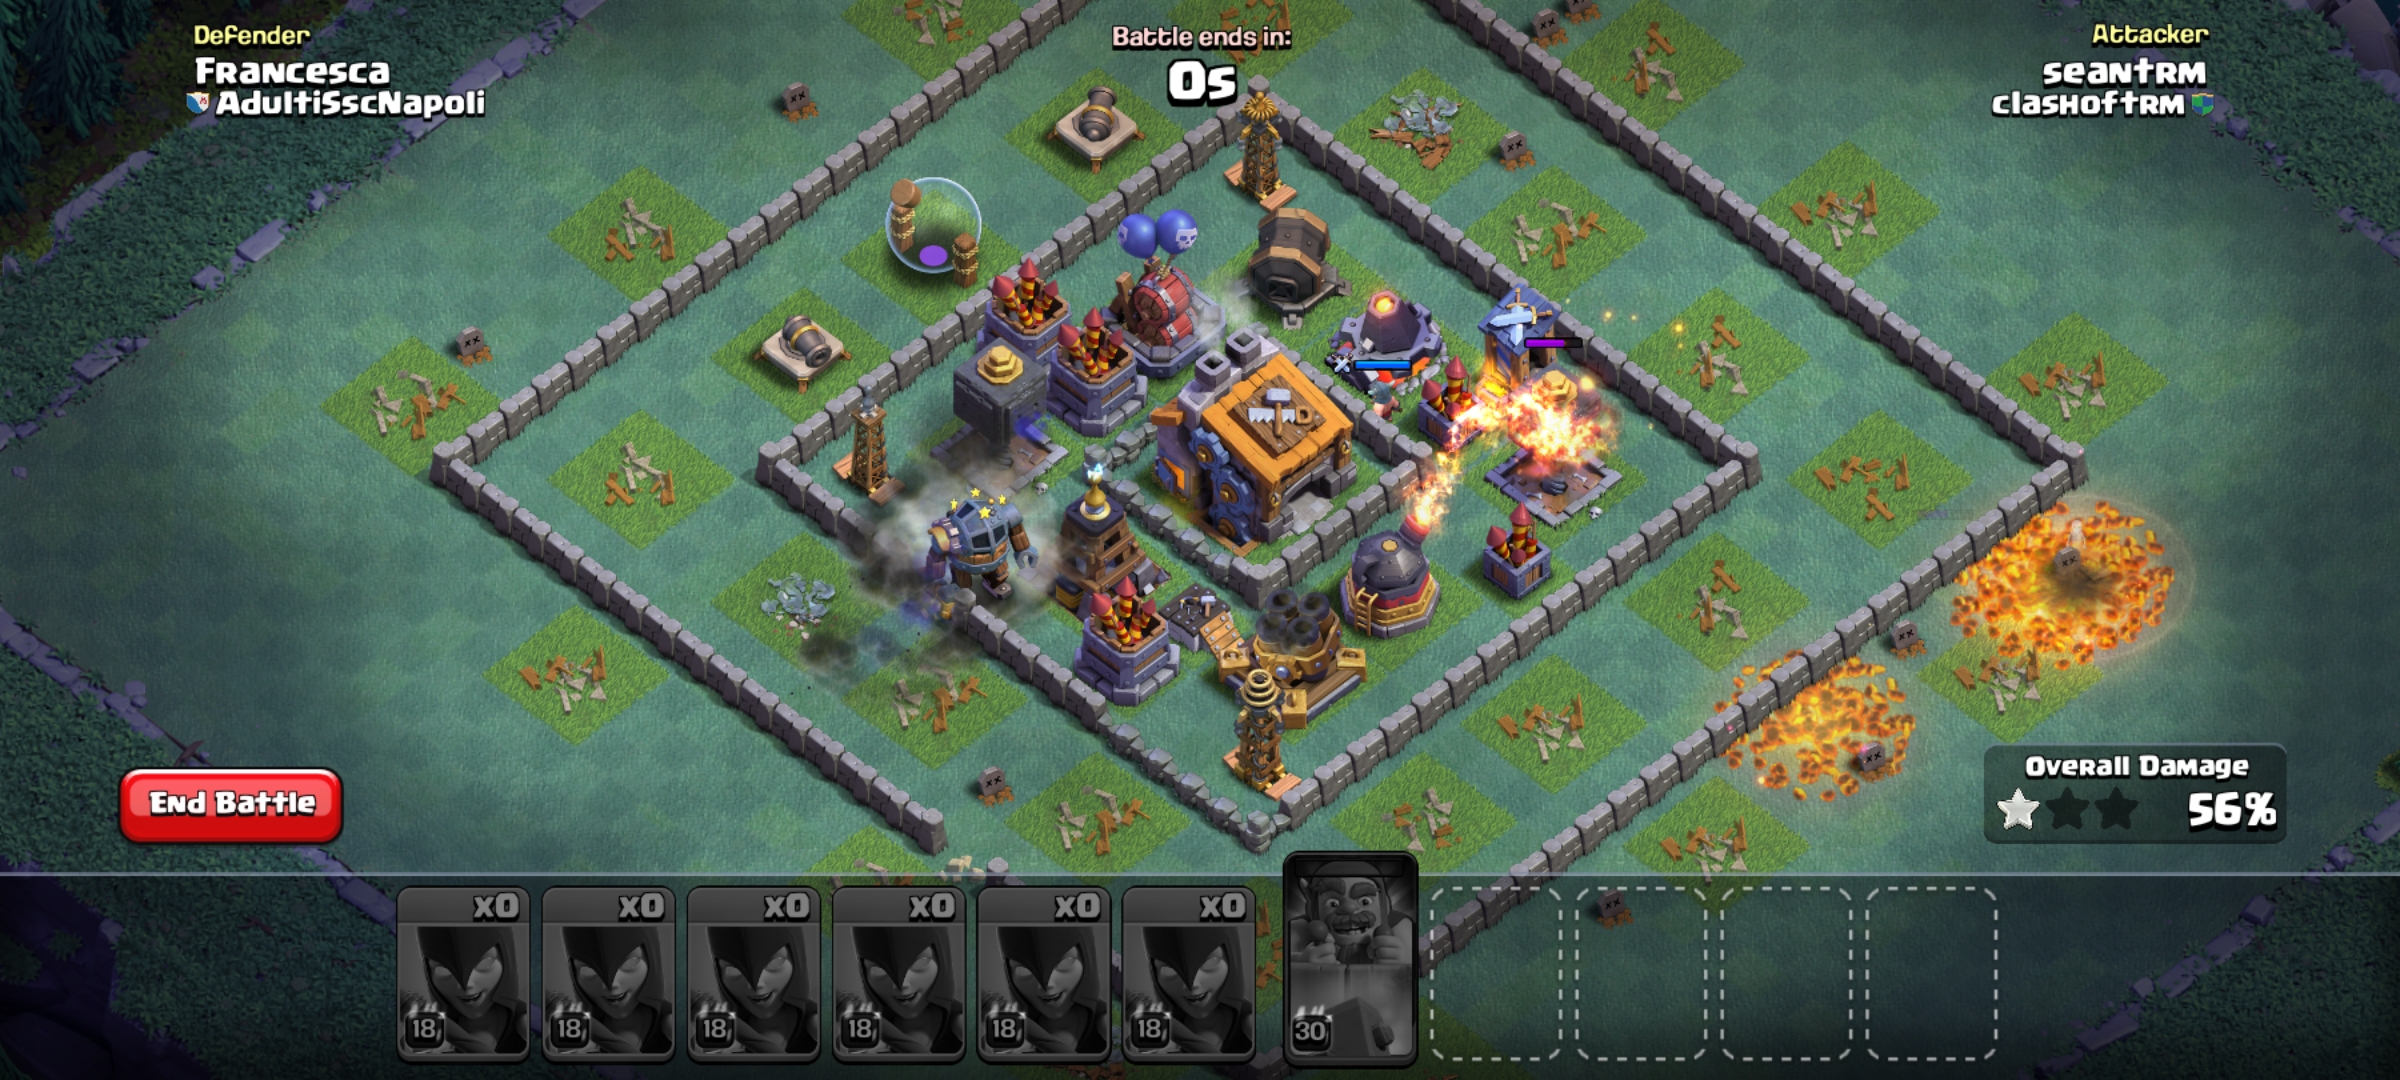 Defender
Francesca
AdultiSscNapoli
Battle ends in:
0s
Attacker
seantRM
clashoftRM
End Battle
Overall Damage
56%
x0 x0 x0 x0 x0 x0
18 18 18 18 18 18 30